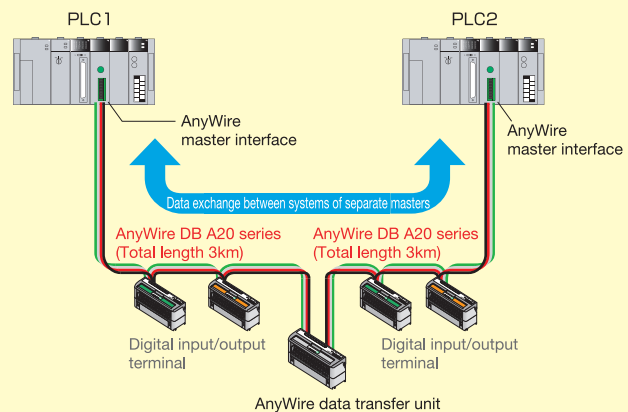 PLC1
PLC2
AnyWire
master interface
AnyWire
master interface
Data exchange between systems of separate masters
AnyWire DB A20 series
(Total length 3km)
AnyWire DB A20 series
(Total length 3km)
Digital input/output
terminal
Digital input/output
terminal
AnyWire data transfer unit